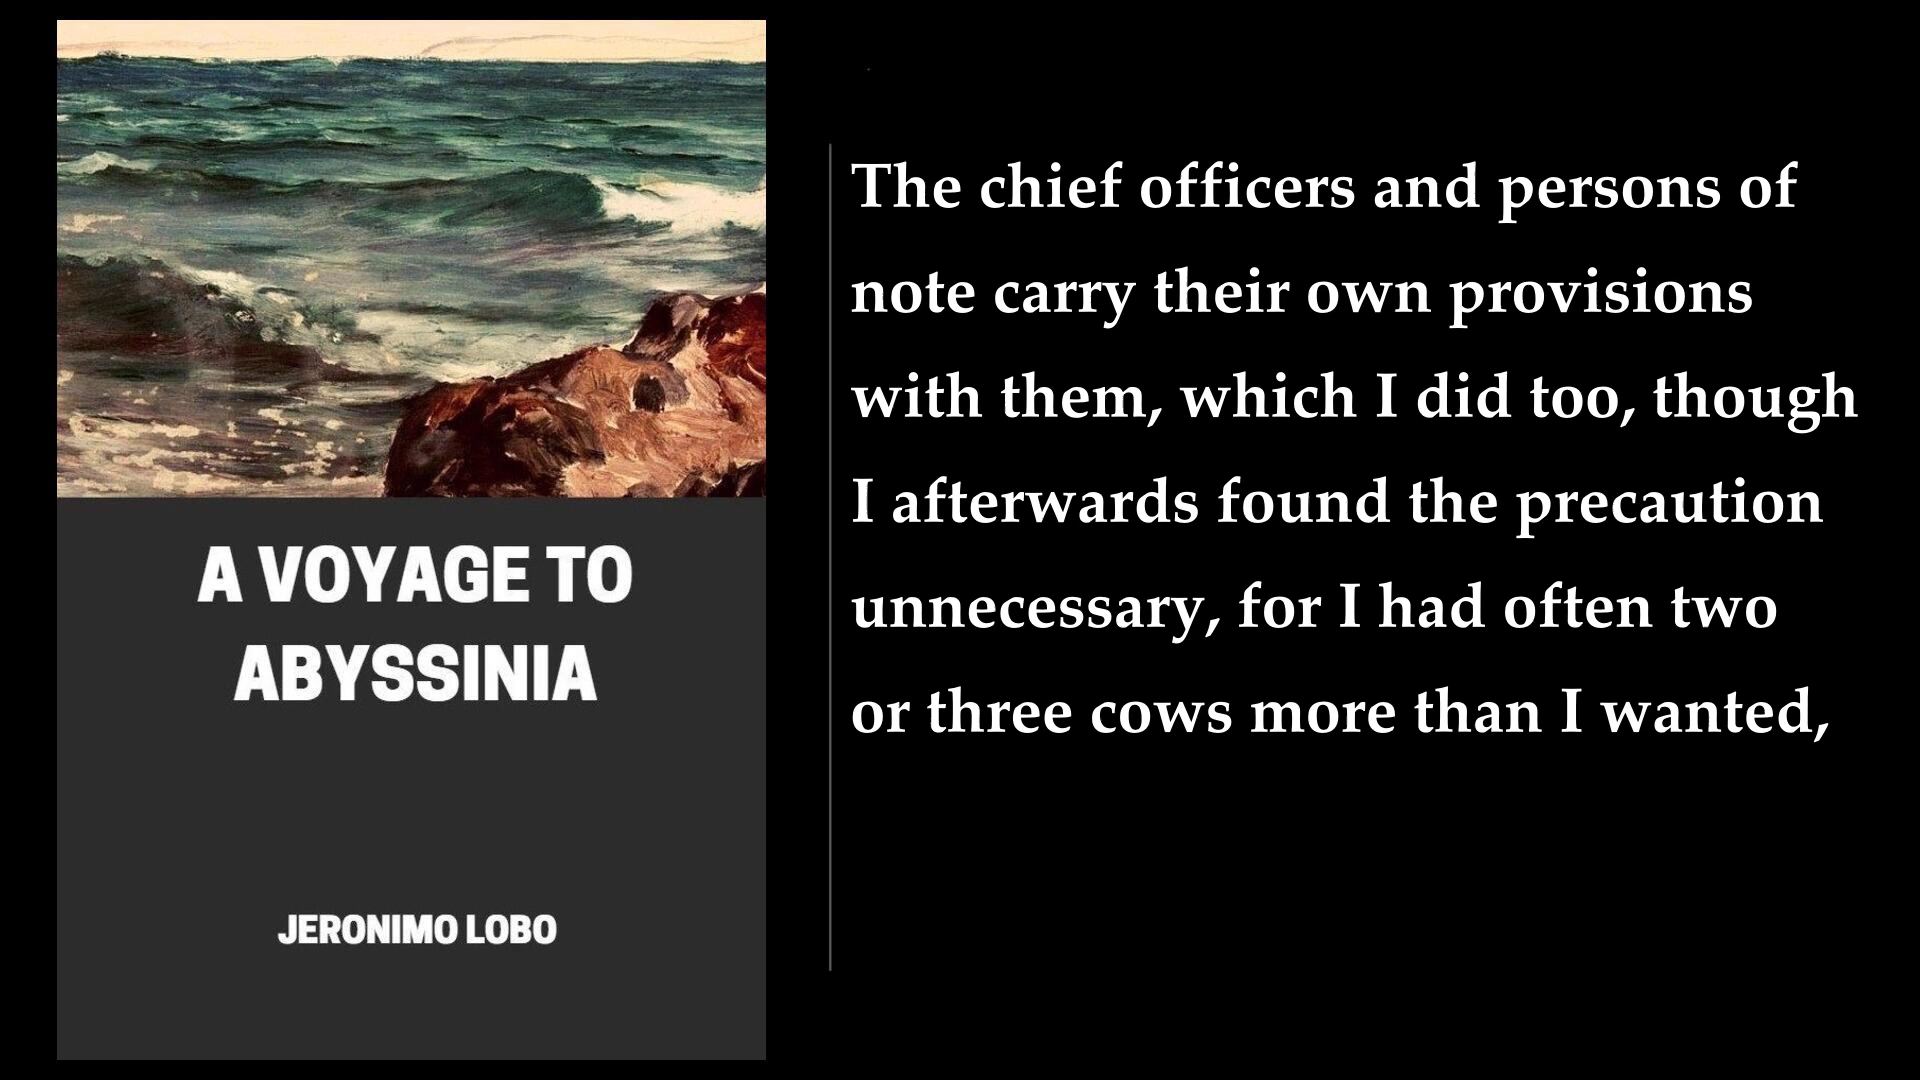 A VOYAGE TO
ABYSSINIA
JERONIMO LOBO
The chief officers and persons of
note carry their own provisions
with them, which I did too, though
I afterwards found the precaution
unnecessary, for I had often two
or three cows more than I wanted,